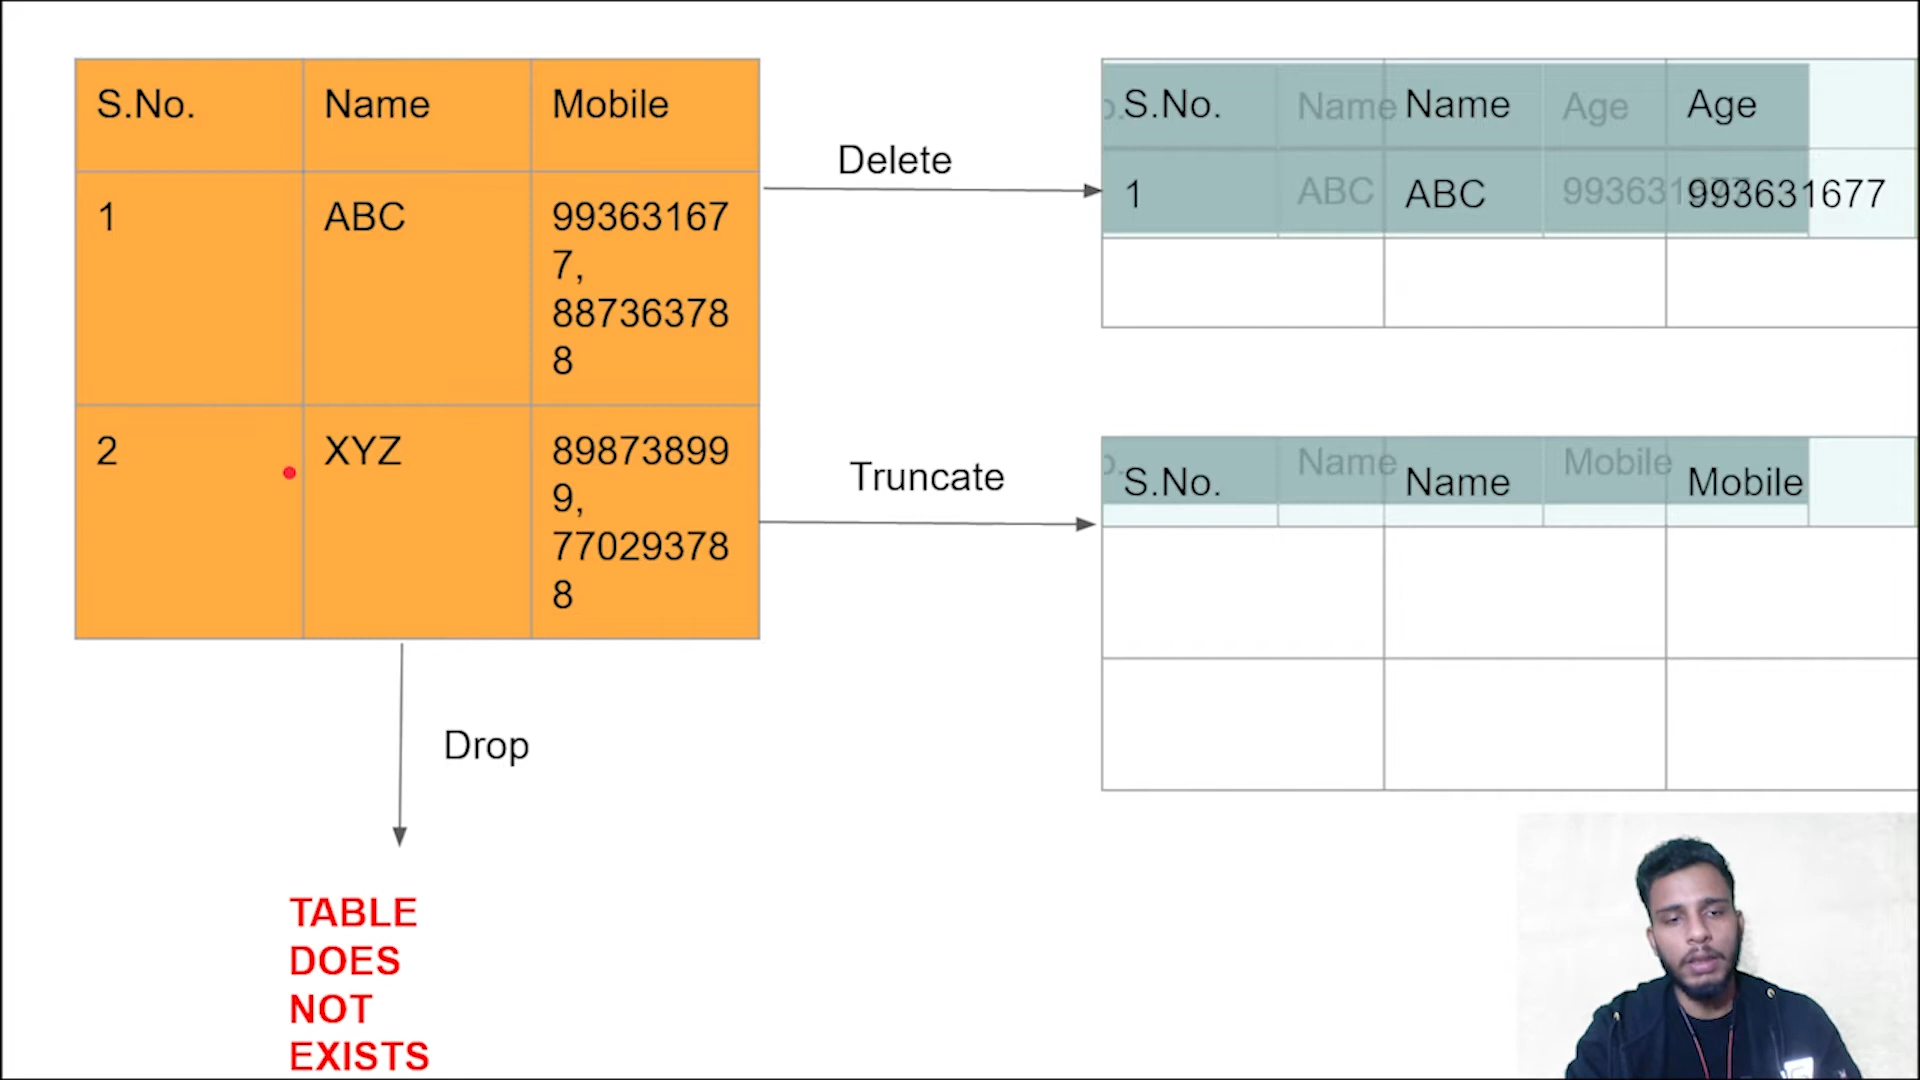 S.No. Name Mobile
1 ABC 99363167
7,
88736378
8
2 XYZ 89873899
9,
77029378
8
Delete
S.No. Name Name Age Age
1 ABC ABC 993631677
Truncate
S.No. Name Name Mobile Mobile
Drop
TABLE
DOES
NOT
EXISTS